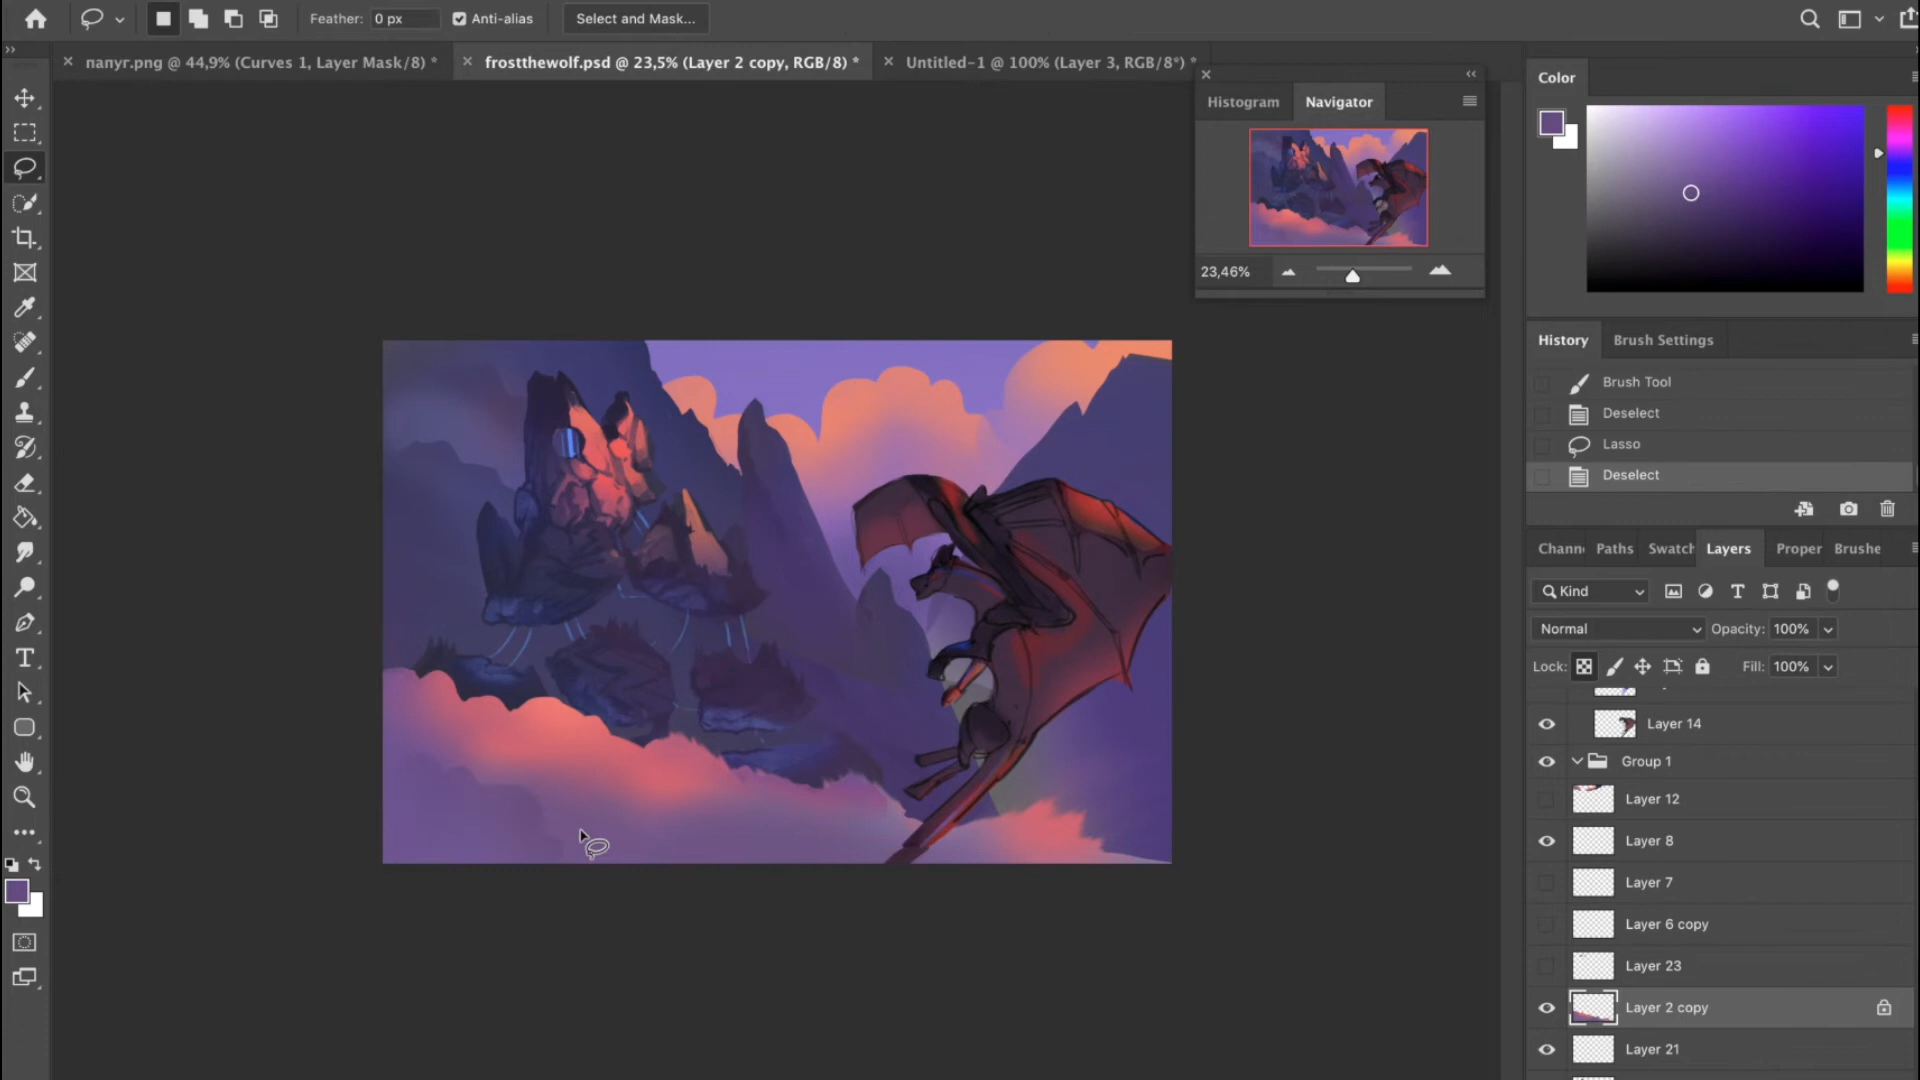 Feather: 0 px Anti-alias Select and Mask...
nanyr.png @ 44,9% (Curves 1, Layer Mask/8) *
frostthewolf.psd @ 23,5% (Layer 2 copy, RGB/8) *
Untitled-1 @ 100% (Layer 3, RGB/8*) *
Histogram Navigator
23,46%
Color
History Brush Settings
Brush Tool
Deselect
Lasso
Deselect
Chann Paths Swatch Layers Proper Brushe
Kind
Normal Opacity: 100%
Lock: Fill: 100%
Layer 14
Group 1
Layer 12
Layer 8
Layer 7
Layer 6 copy
Layer 23
Layer 2 copy
Layer 21